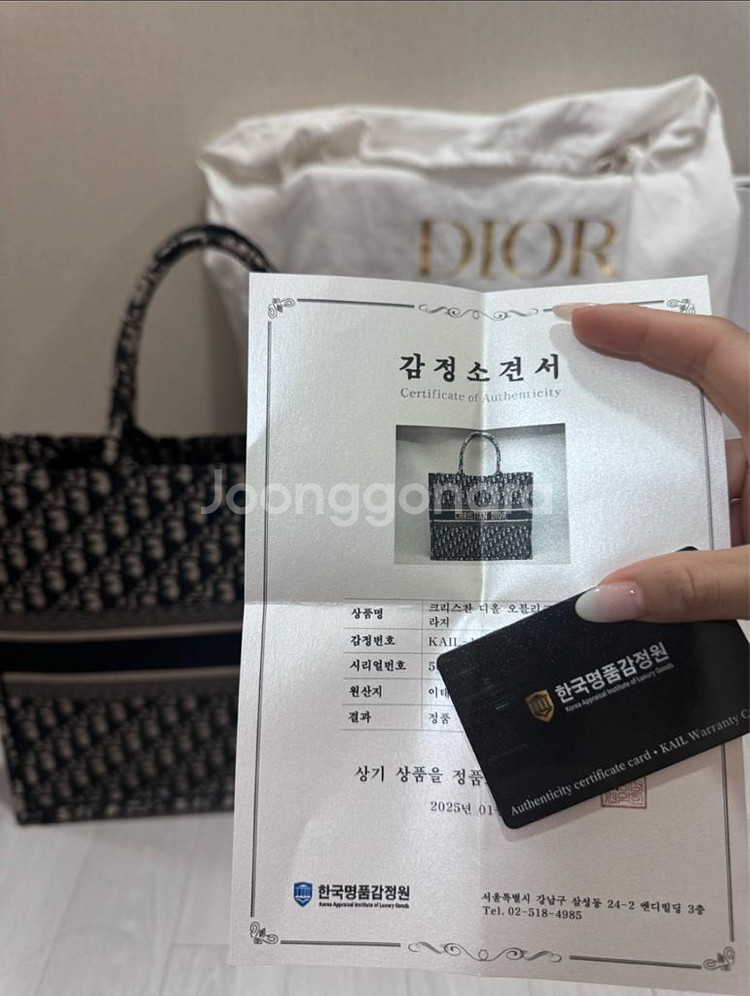 DIOR
감정소견서
Certificate of Authenticity
Joonggonara
CHRISTIAN DIOR
상품명 크리스찬 디올 오블리
라지
감정번호 KAIL-
시리얼번호 5
원산지
결과 정품
상기 상품을 정품
2025년 01
한국명품감정원
Korea Appraisal Institute of Luxury Goods
Authenticity certificate card • KAIL Warranty
한국명품감정원
Korea Appraisal Institute of Luxury Goods
서울특별시 강남구 삼성동 24-2 앤디빌딩 3층
Tel. 02-518-4985